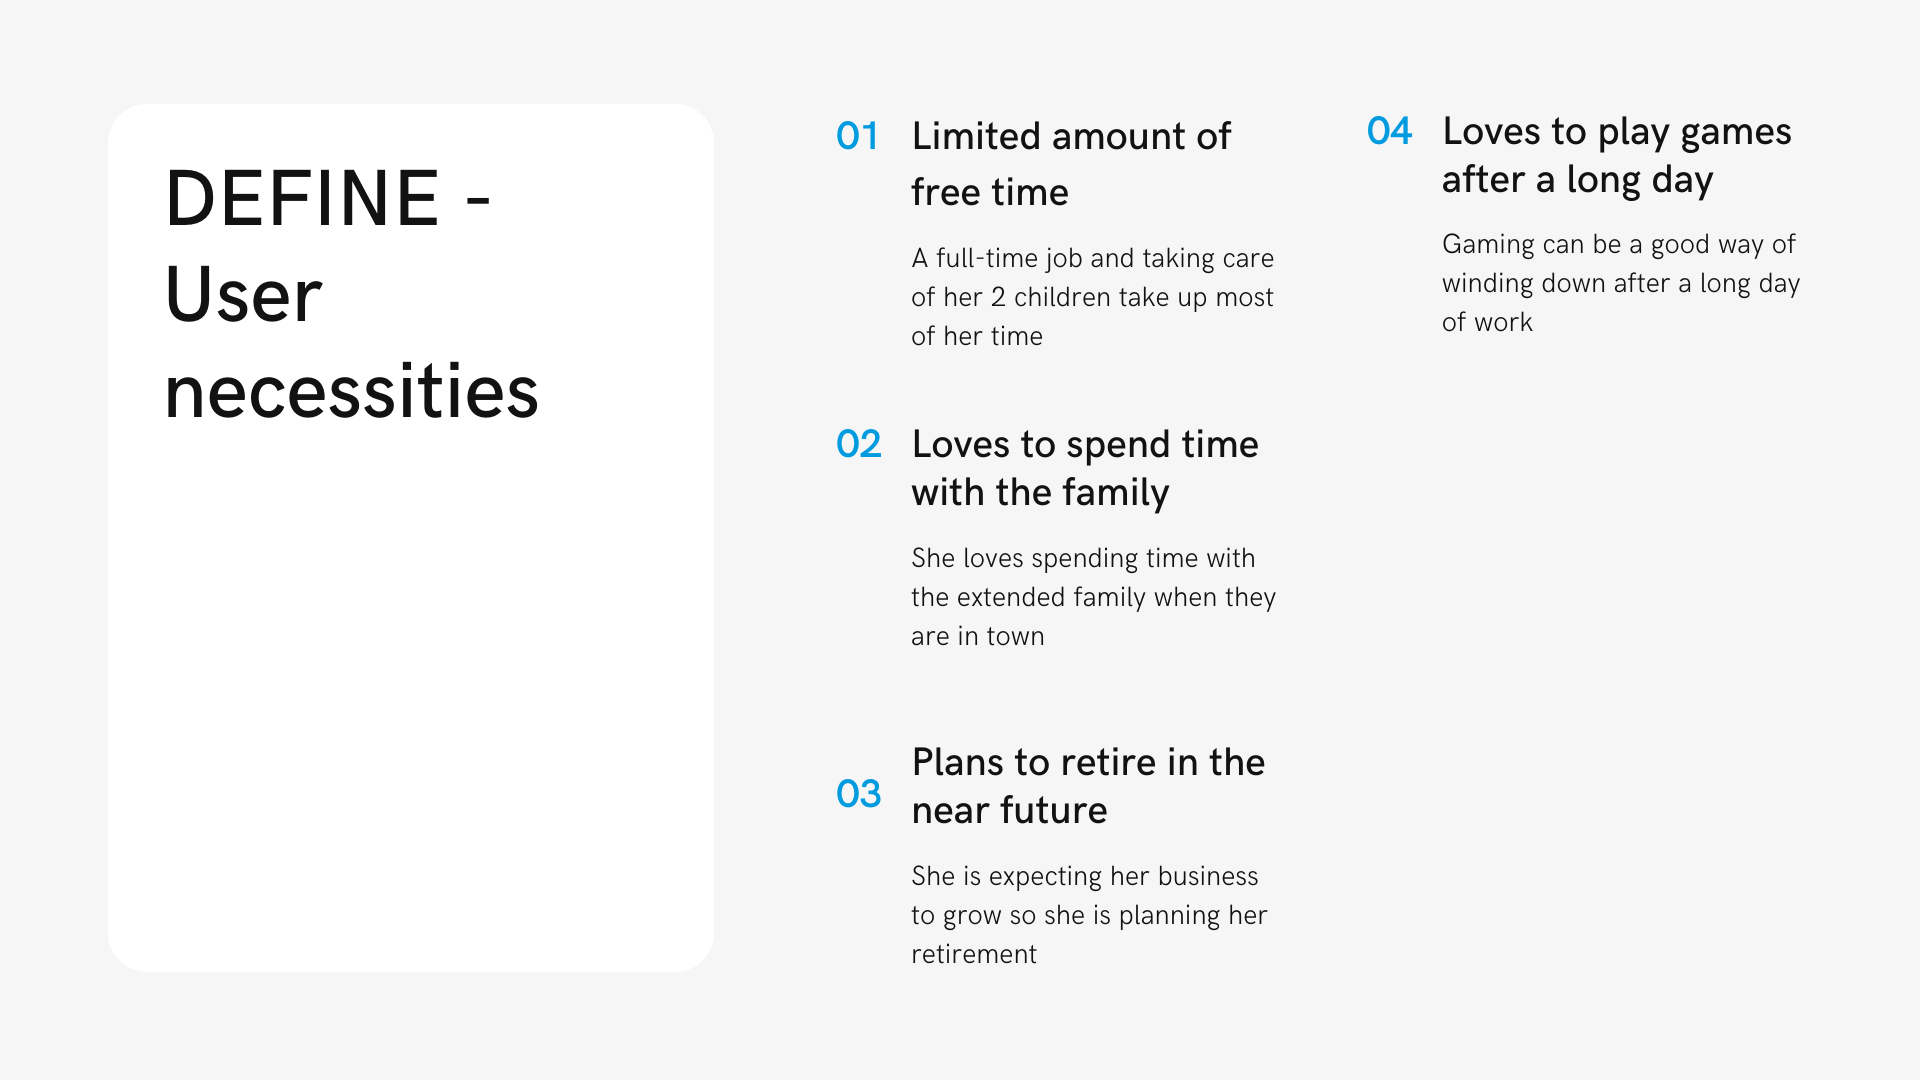 DEFINE -
User
necessities
01 Limited amount of
free time
A full-time job and taking care
of her 2 children take up most
of her time
02 Loves to spend time
with the family
She loves spending time with
the extended family when they
are in town
03 Plans to retire in the
near future
She is expecting her business
to grow so she is planning her
retirement
04 Loves to play games
after a long day
Gaming can be a good way of
winding down after a long day
of work